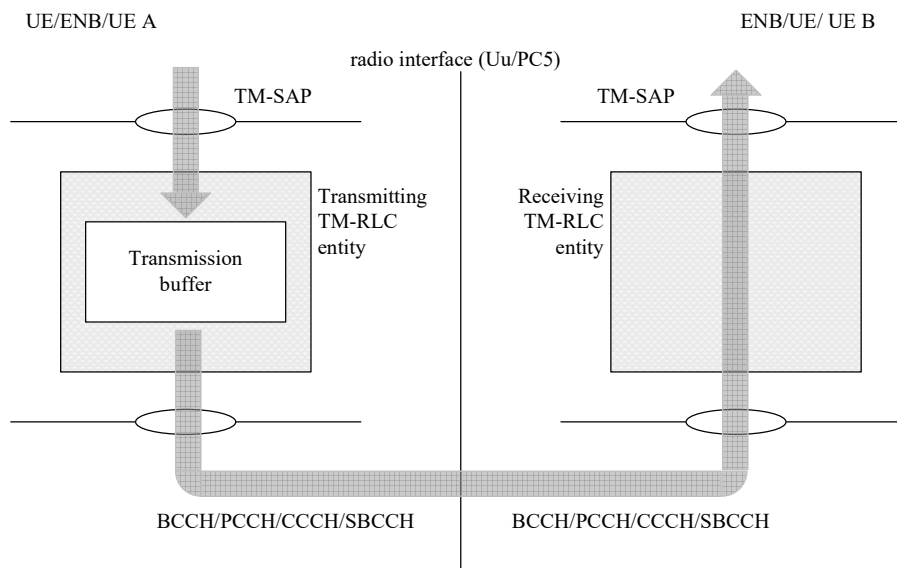 UE/ENB/UE A
ENB/UE/ UE B
radio interface (Uu/PC5)
TM-SAP
TM-SAP
Transmitting
TM-RLC
entity
Receiving
TM-RLC
entity
Transmission
buffer
BCCH/PCCH/CCCH/SBCCH
BCCH/PCCH/CCCH/SBCCH